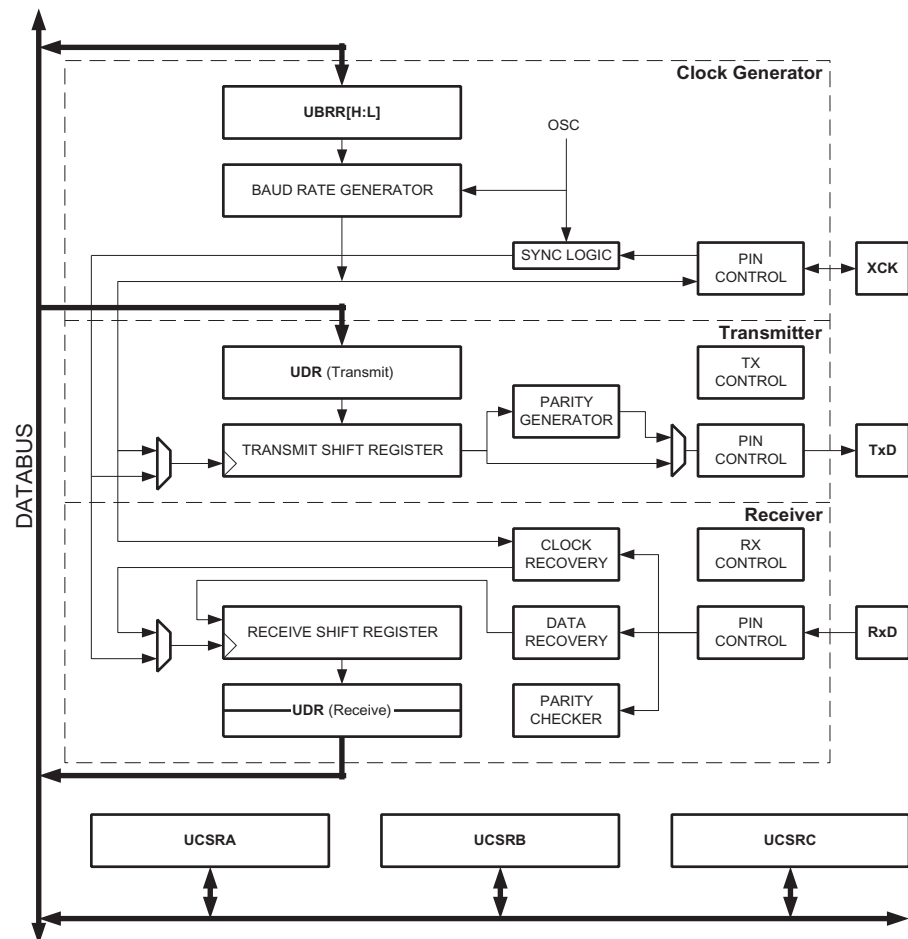 Clock Generator
UBRR[H:L]
OSC
BAUD RATE GENERATOR
SYNC LOGIC
PIN
CONTROL
XCK
Transmitter
TX
CONTROL
UDR (Transmit)
PARITY
GENERATOR
TRANSMIT SHIFT REGISTER
PIN
CONTROL
TxD
DATABUS
Receiver
CLOCK
RECOVERY
RX
CONTROL
RECEIVE SHIFT REGISTER
DATA
RECOVERY
PIN
CONTROL
RxD
UDR (Receive)
PARITY
CHECKER
UCSRA
UCSRB
UCSRC